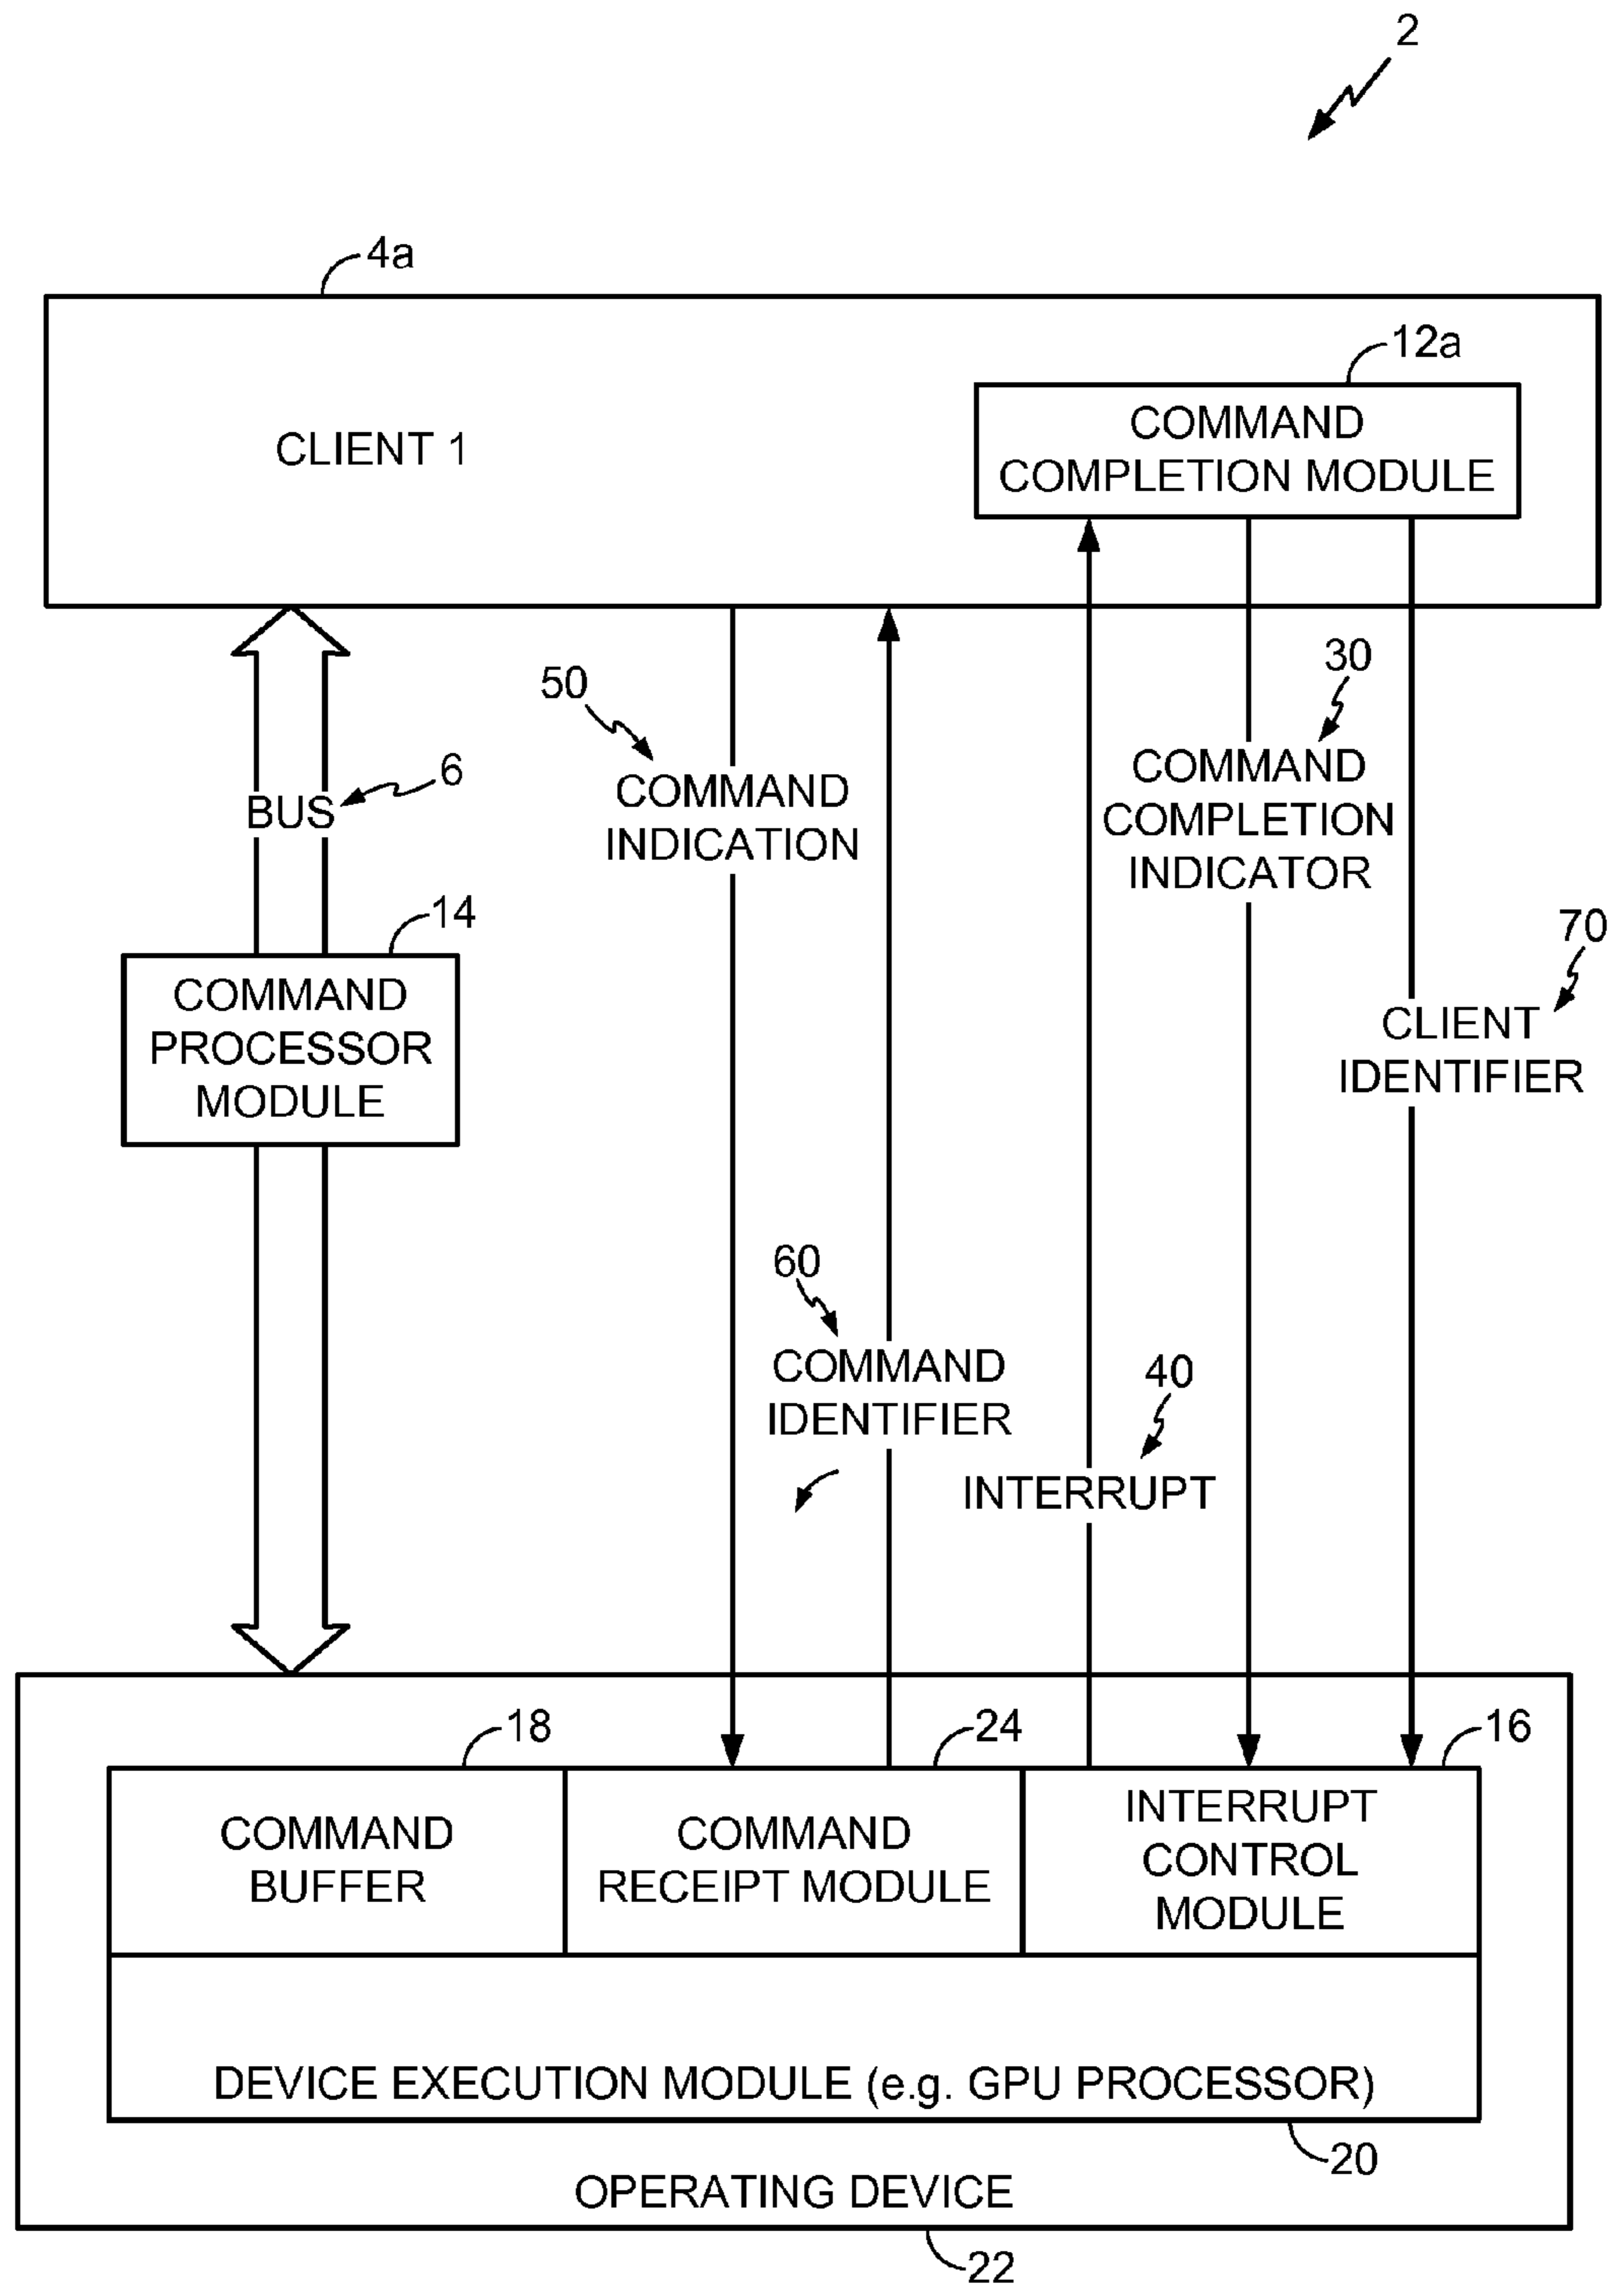 2
4a
12a
COMMAND
COMPLETION MODULE
CLIENT 1
50
30
COMMAND
COMPLETION
INDICATOR
6
BUS
COMMAND
INDICATION
14
70
COMMAND
PROCESSOR
MODULE
CLIENT
IDENTIFIER
60
COMMAND
IDENTIFIER
40
INTERRUPT
18
24
16
COMMAND
BUFFER
COMMAND
RECEIPT MODULE
INTERRUPT
CONTROL
MODULE
DEVICE EXECUTION MODULE (e.g. GPU PROCESSOR)
20
OPERATING DEVICE
22